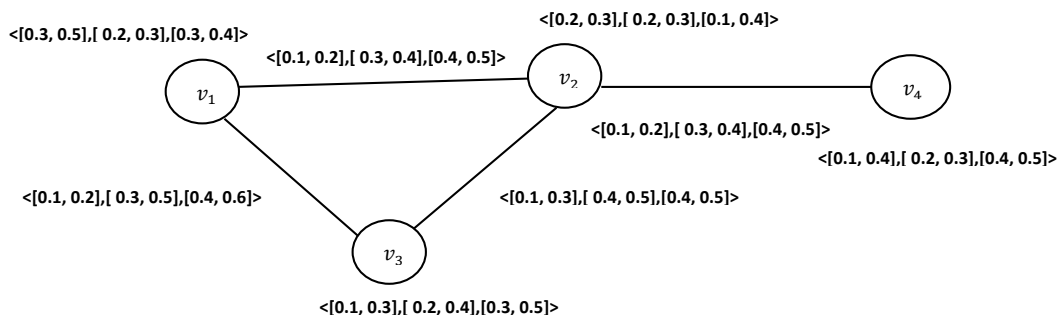 <[0.2, 0.3],[ 0.2, 0.3],[0.1, 0.4]>
<[0.3, 0.5],[ 0.2, 0.3],[0.3, 0.4]>
<[0.1, 0.2],[ 0.3, 0.4],[0.4, 0.5]>
v₁
v₂
v₄
<[0.1, 0.2],[ 0.3, 0.4],[0.4, 0.5]>
<[0.1, 0.4],[ 0.2, 0.3],[0.4, 0.5]>
<[0.1, 0.2],[ 0.3, 0.5],[0.4, 0.6]>
<[0.1, 0.3],[ 0.4, 0.5],[0.4, 0.5]>
v₃
<[0.1, 0.3],[ 0.2, 0.4],[0.3, 0.5]>